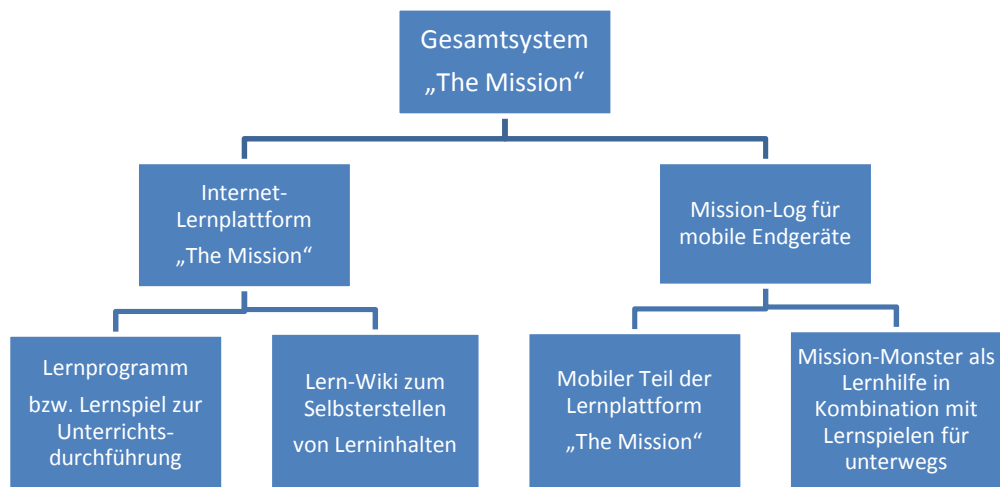 Gesamtsystem
„The Mission“
Internet-
Lernplattform
„The Mission“
Mission-Log für
mobile Endgeräte
Lernprogramm
bzw. Lernspiel zur
Unterrichts-
durchführung
Lern-Wiki zum
Selbsterstellen
von Lerninhalten
Mobiler Teil der
Lernplattform
„The Mission“
Mission-Monster als
Lernhilfe in
Kombination mit
Lernspielen für
unterwegs